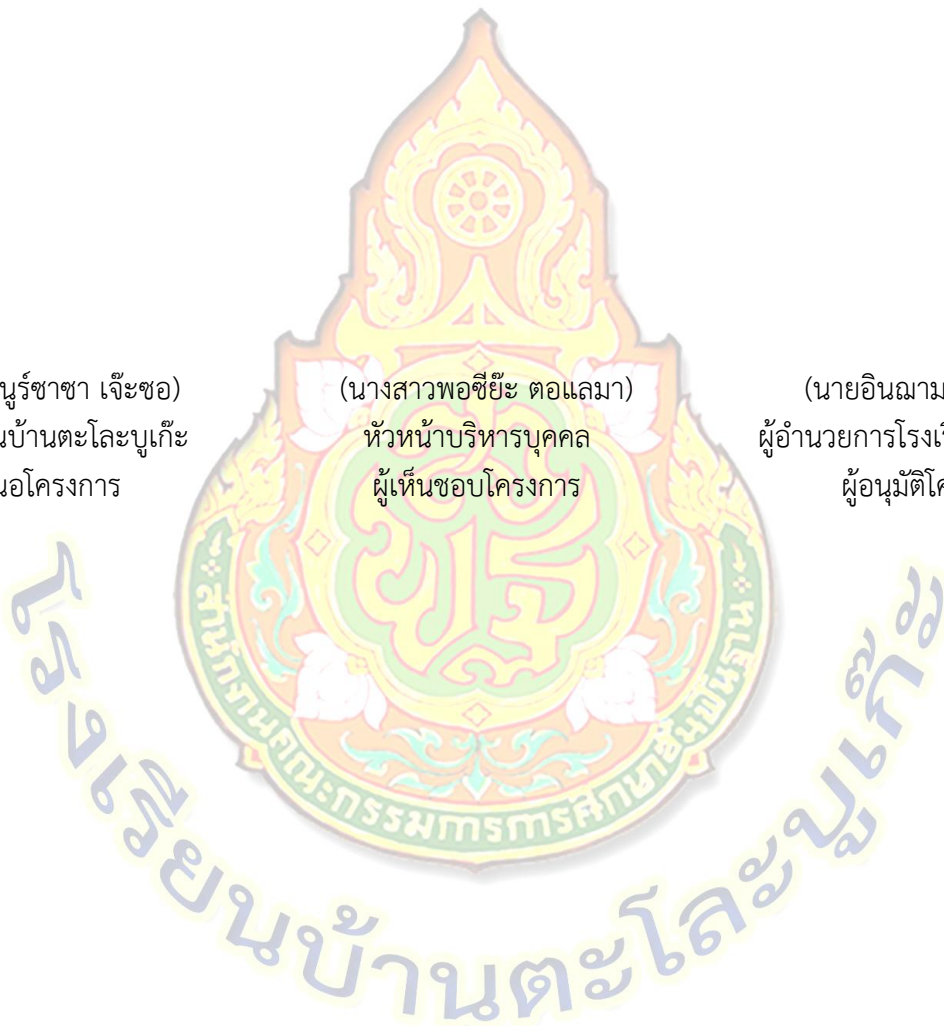 นูร์ซาซา เจ๊ะซอ)
นบ้านตะโละบูเก๊ะ
นอโครงการ
(นางสาวพอซีย๊ะ ตอแลมา)
หัวหน้าบริหารบุคคล
ผู้เห็นชอบโครงการ
(นายอินฌาม
ผู้อำนวยการโรงเรี
ผู้อนุมัติโค
สำนักงานคณะกรรมการการศึกษาขั้นพื้นฐาน
โรงเรียนบ้านตะโละบูเก๊ะ